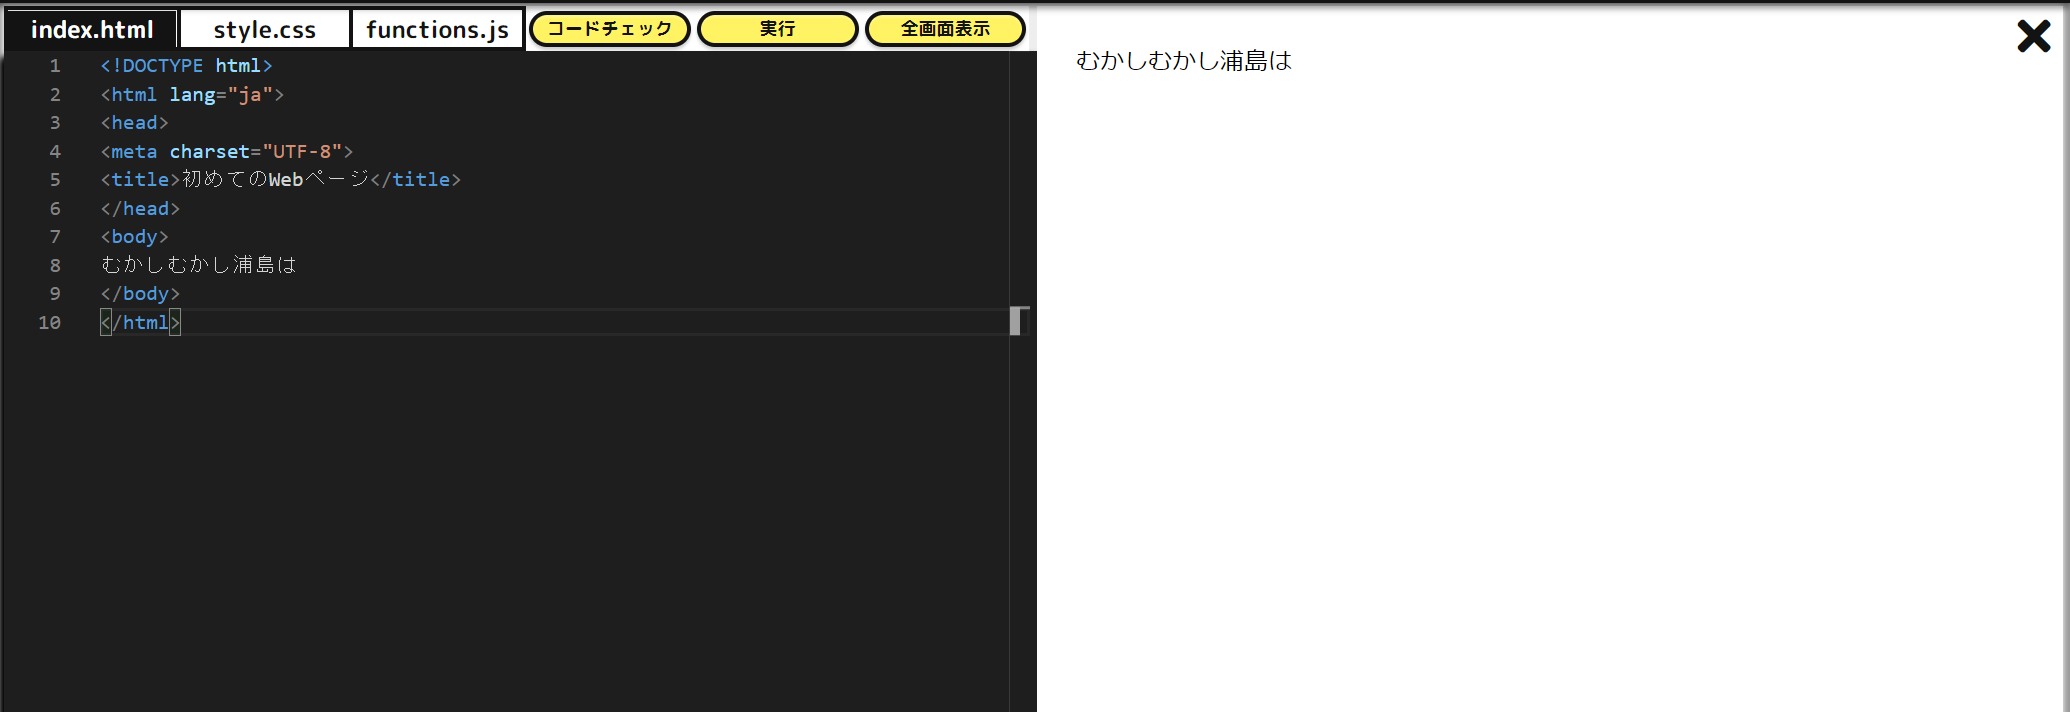 index.html style.css functions.js コードチェック 実行 全画面表示
1 <!DOCTYPE html>
2 <html lang="ja">
3 <head>
4 <meta charset="UTF-8">
5 <title>初めてのWebページ</title>
6 </head>
7 <body>
8 むかしむかし浦島は
9 </body>
10 </html>
むかしむかし浦島は